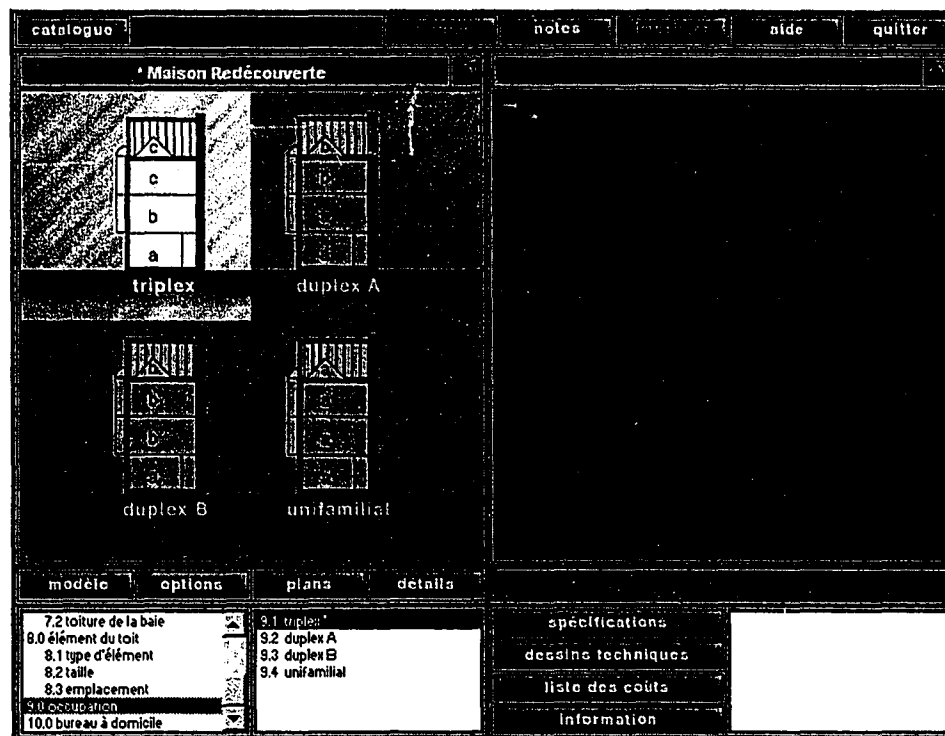 catalogue notes aide quitter
* Maison Redécouverte
c
c
b
a
triplex duplex A
b
b
duplex B unifamilial
modèle options plans détails
7.2 toiture de la baie
8.0 élément du toit
8.1 type d'élément
8.2 taille
8.3 emplacement
9.0 occupation
10.0 bureau à domicile
9.1 triplex*
9.2 duplex A
9.3 duplex B
9.4 unifamilial
spécifications
dessins techniques
liste des coûts
information